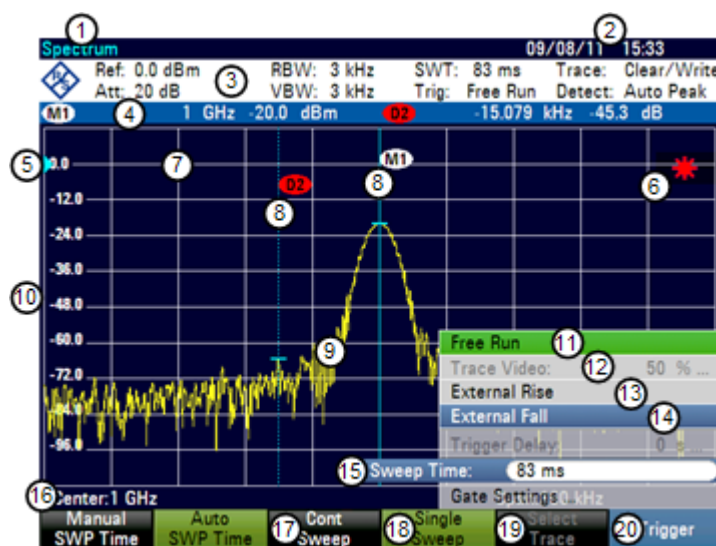 1 2
Spectrum 09/08/11 15:33
Ref: 0.0 dBm RBW: 3 kHz SWT: 83 ms Trace: Clear/Write
3
Att: 20 dB VBW: 3 kHz Trig: Free Run Detect: Auto Peak
M1 4 1 GHz -20.0 dBm D2 -15.079 kHz -45.3 dB
5 0.0 7 M1 6
D2 8
-12.0
8
-24.0
-36.0
10 -48.0
-60.0 9
-72.0
-84.0
-96.0
Free Run 11
Trace Video: 12 50 % ...
External Rise 13
External Fall 14
Trigger Delay: 0 s ...
15 Sweep Time: 83 ms
Gate Settings
16 Center:1 GHz kHz
Manual SWP Time
Auto SWP Time
17 Cont Sweep
18 Single Sweep
19 Select Trace
20 Trigger